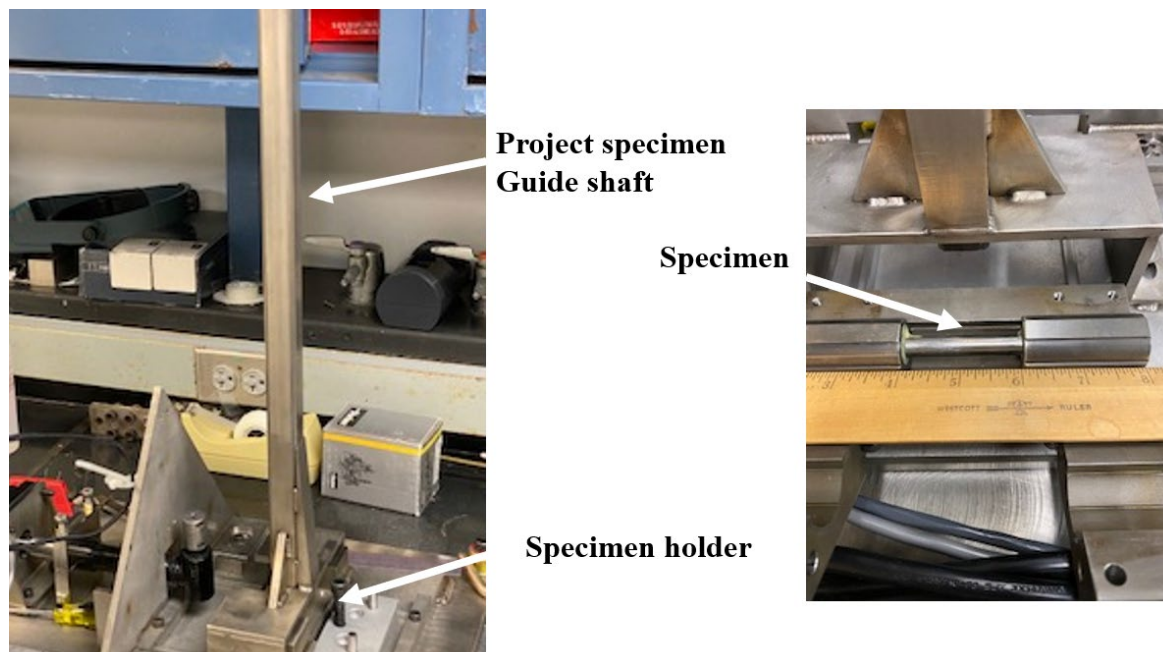 Project specimen
Guide shaft
Specimen
Specimen holder
3 4 5 6 7 8
WESTCOTT RULER